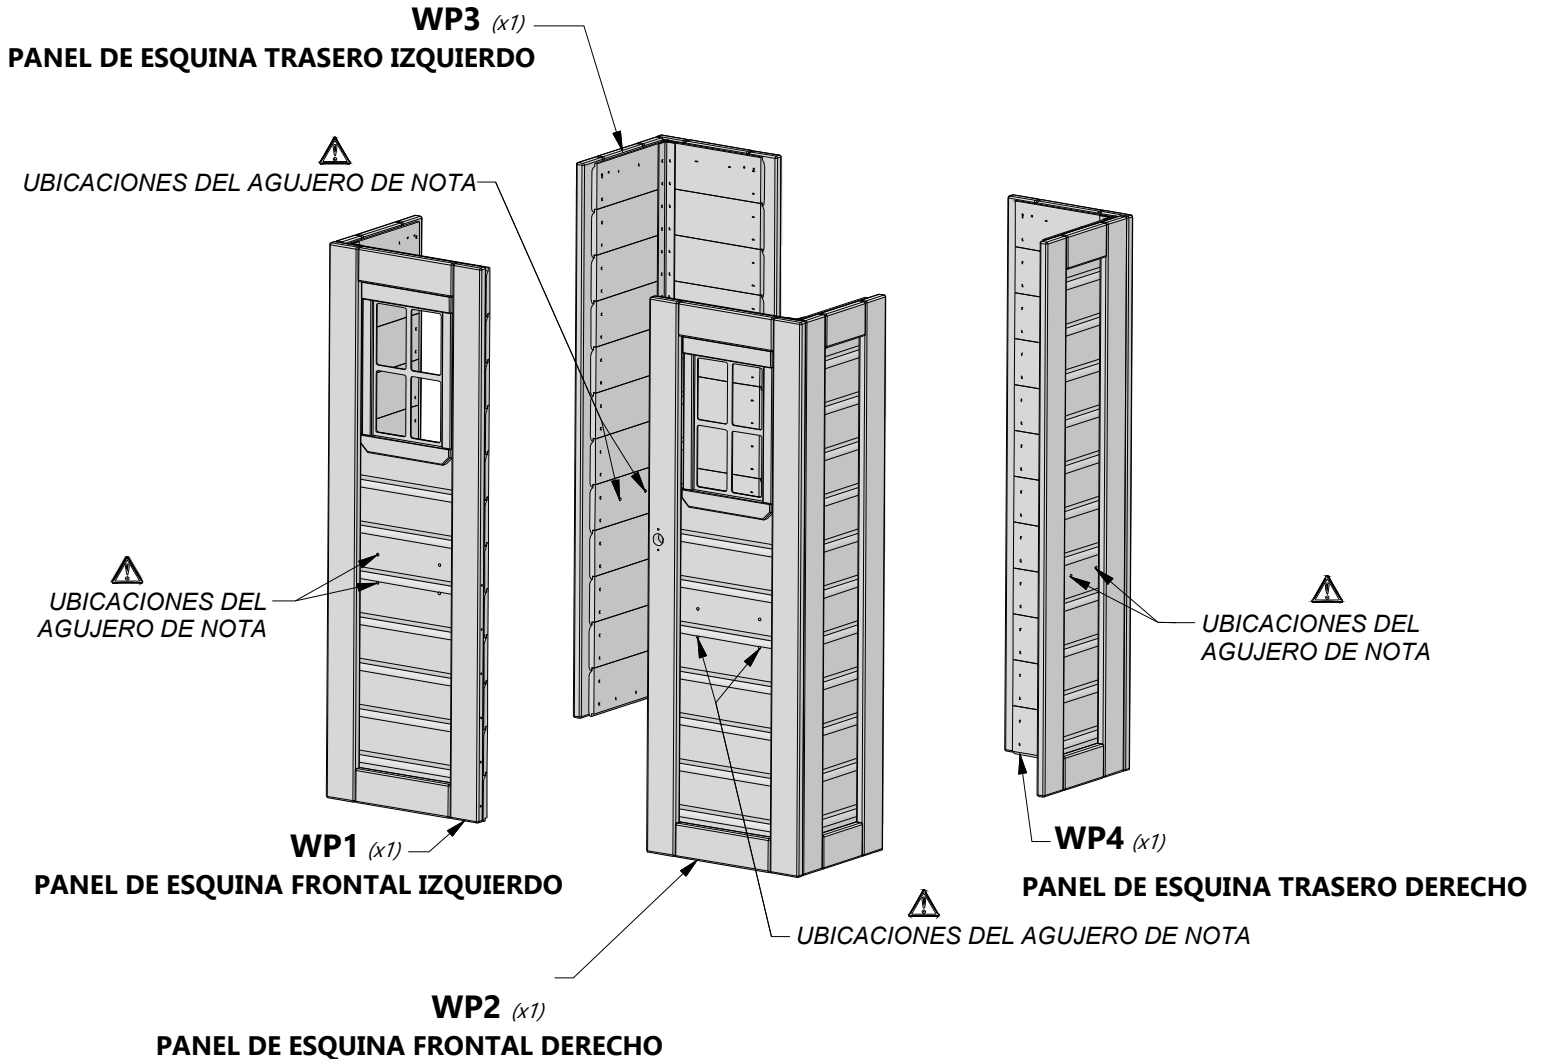 WP3 (x1)
PANEL DE ESQUINA TRASERO IZQUIERDO
UBICACIONES DEL AGUJERO DE NOTA
UBICACIONES DEL
AGUJERO DE NOTA
UBICACIONES DEL
AGUJERO DE NOTA
WP1 (x1)
PANEL DE ESQUINA FRONTAL IZQUIERDO
WP4 (x1)
PANEL DE ESQUINA TRASERO DERECHO
UBICACIONES DEL AGUJERO DE NOTA
WP2 (x1)
PANEL DE ESQUINA FRONTAL DERECHO